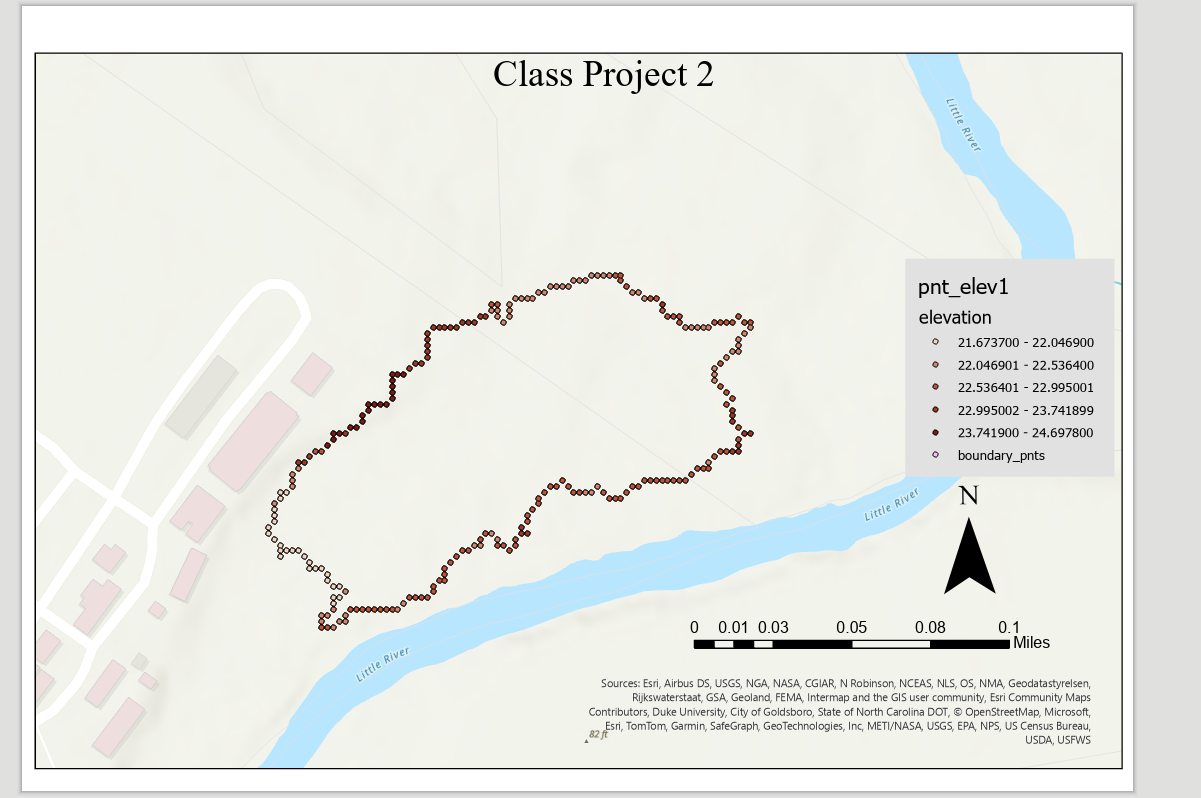 Class Project 2
Little River
pnt_elev1
elevation
21.673700 - 22.046900
22.046901 - 22.536400
22.536401 - 22.995001
22.995002 - 23.741899
23.741900 - 24.697800
boundary_pnts
Little River
N
0 0.01 0.03 0.05 0.08 0.1
Miles
Little River
Sources: Esri, Airbus DS, USGS, NGA, NASA, CGIAR, N Robinson, NCEAS, NLS, OS, NMA, Geodatastyrelsen,
Rijkswaterstaat, GSA, Geoland, FEMA, Intermap and the GIS user community, Esri Community Maps
Contributors, Duke University, City of Goldsboro, State of North Carolina DOT, © OpenStreetMap, Microsoft,
Esri, TomTom, Garmin, SafeGraph, GeoTechnologies, Inc, METI/NASA, USGS, EPA, NPS, US Census Bureau,
USDA, USFWS
82 ft